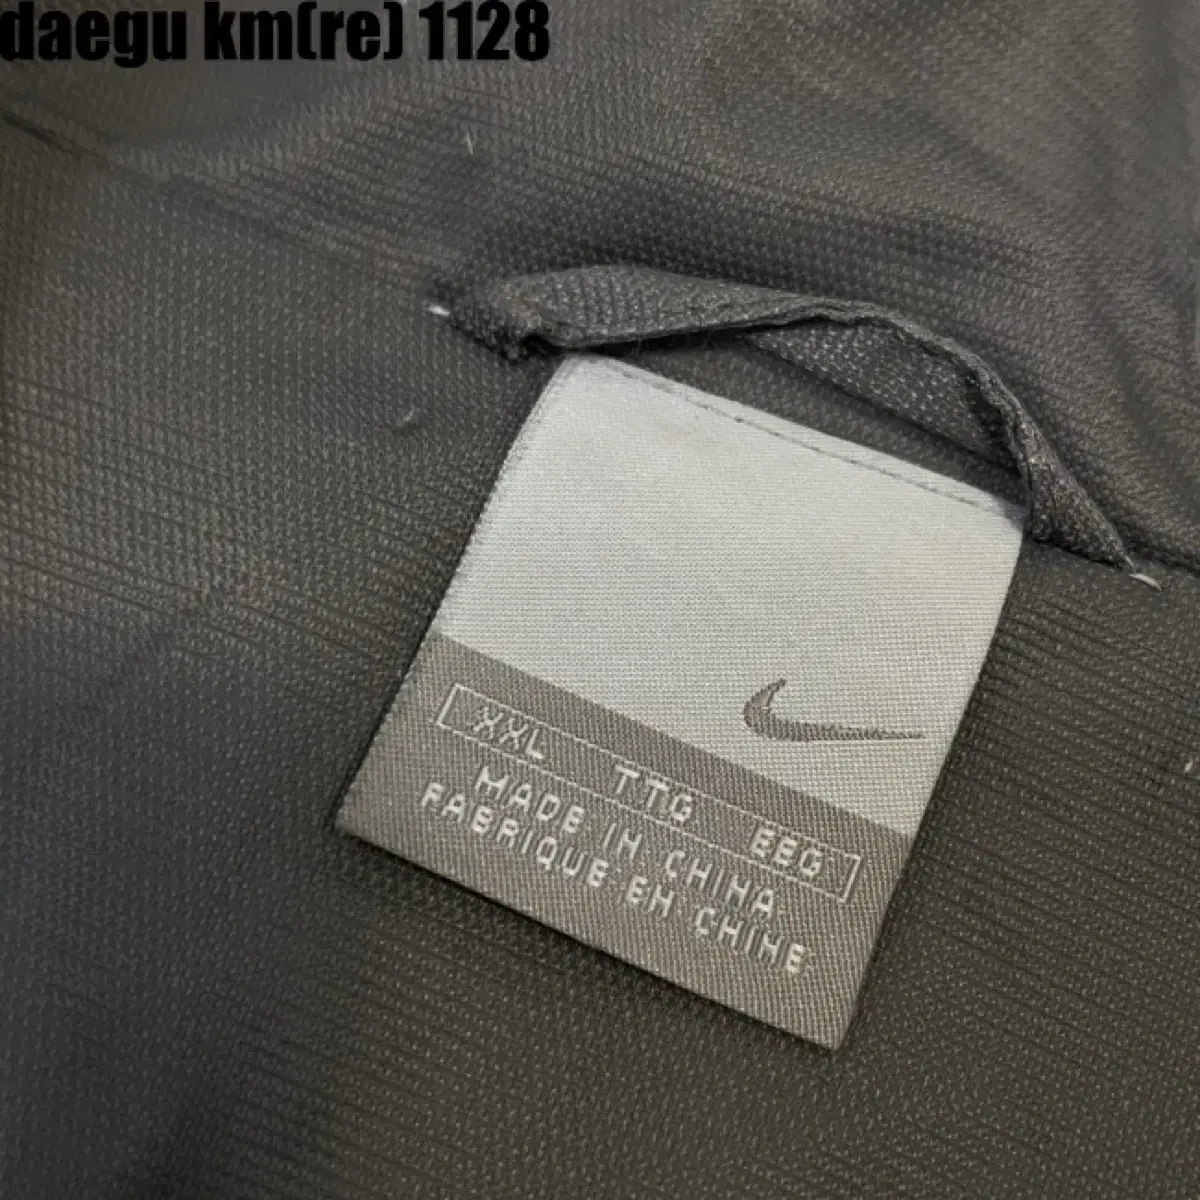 daegu km(re) 1128
XXL TTG EEG
MADE IN CHINA
FABRIQUE EN CHINE